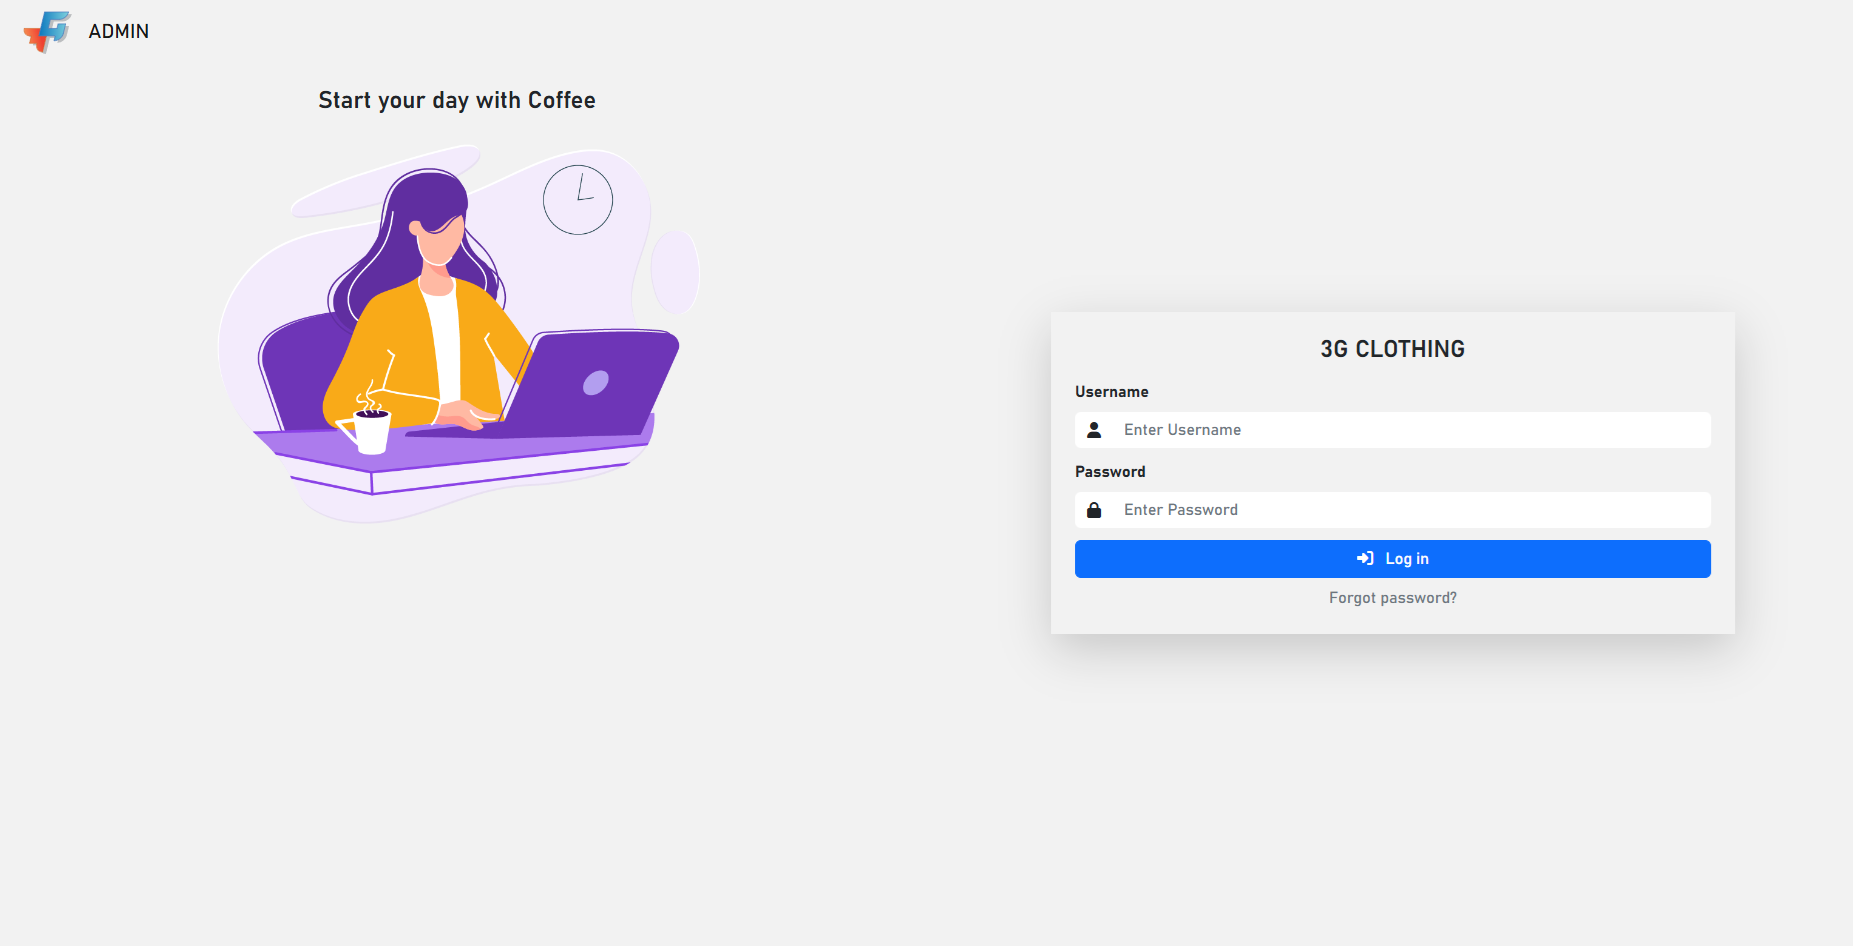 ADMIN
Start your day with Coffee
3G CLOTHING
Username
Enter Username
Password
Enter Password
Log in
Forgot password?